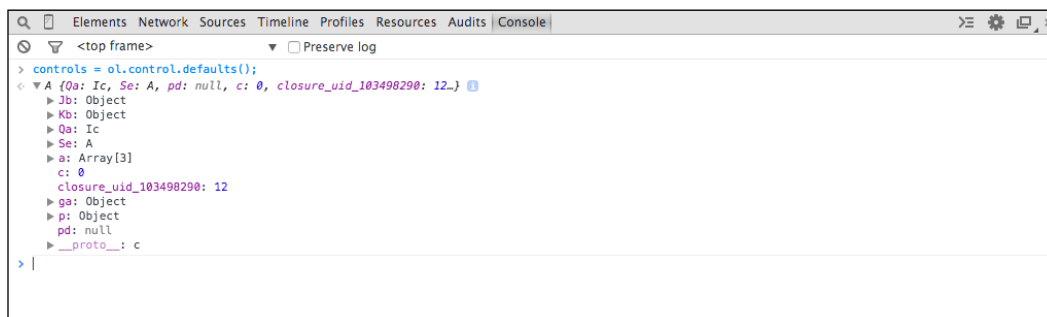 Elements Network Sources Timeline Profiles Resources Audits Console
<top frame> ▼ Preserve log
> controls = ol.control.defaults();
▼ A {Qa: Ic, Se: A, pd: null, c: 0, closure_uid_103498290: 12…}
▶ Jb: Object
▶ Kb: Object
▶ Qa: Ic
▶ Se: A
▶ a: Array[3]
c: 0
closure_uid_103498290: 12
▶ ga: Object
▶ p: Object
pd: null
▶ __proto__: c
>